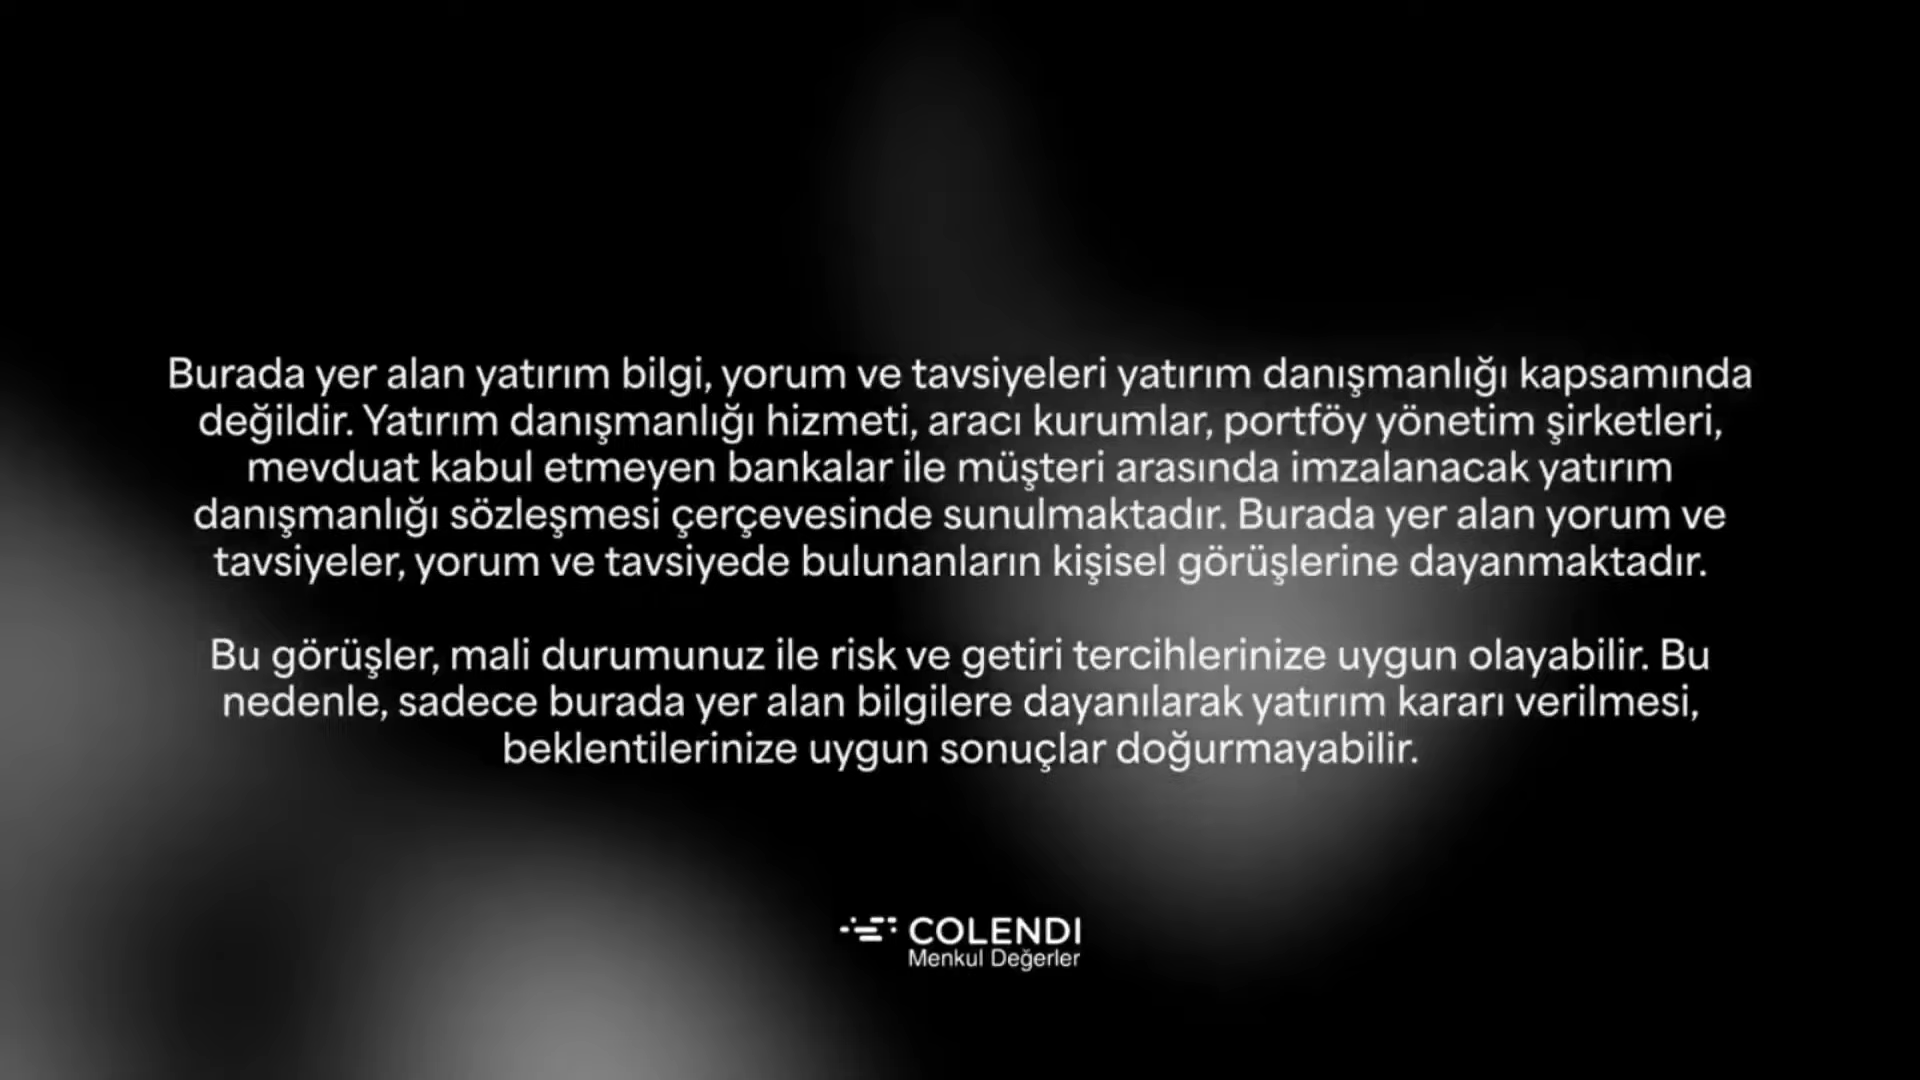 Burada yer alan yatırım bilgi, yorum ve tavsiyeleri yatırım danışmanlığı kapsamında
değildir. Yatırım danışmanlığı hizmeti, aracı kurumlar, portföy yönetim şirketleri,
mevduat kabul etmeyen bankalar ile müşteri arasında imzalanacak yatırım
danışmanlığı sözleşmesi çerçevesinde sunulmaktadır. Burada yer alan yorum ve
tavsiyeler, yorum ve tavsiyede bulunanların kişisel görüşlerine dayanmaktadır.
Bu görüşler, mali durumunuz ile risk ve getiri tercihlerinize uygun olayabilir. Bu
nedenle, sadece burada yer alan bilgilere dayanılarak yatırım kararı verilmesi,
beklentilerinize uygun sonuçlar doğurmayabilir.
COLENDI
Menkul Değerler